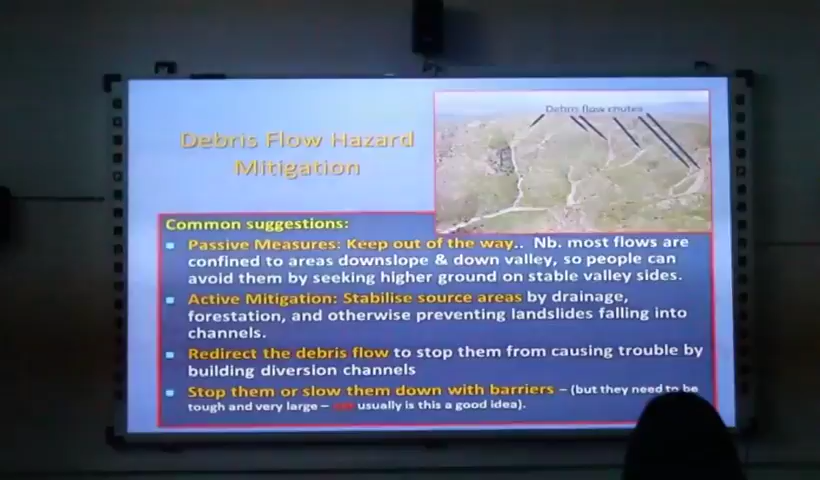 Debris flow chutes
Debris Flow Hazard
Mitigation
Common suggestions:
Passive Measures: Keep out of the way.. Nb. most flows are
confined to areas downslope & down valley, so people can
avoid them by seeking higher ground on stable valley sides.
Active Mitigation: Stabilise source areas by drainage,
forestation, and otherwise preventing landslides falling into
channels.
Redirect the debris flow to stop them from causing trouble by
building diversion channels
Stop them or slow them down with barriers – (but they need to be
tough and very large – usually is this a good idea).